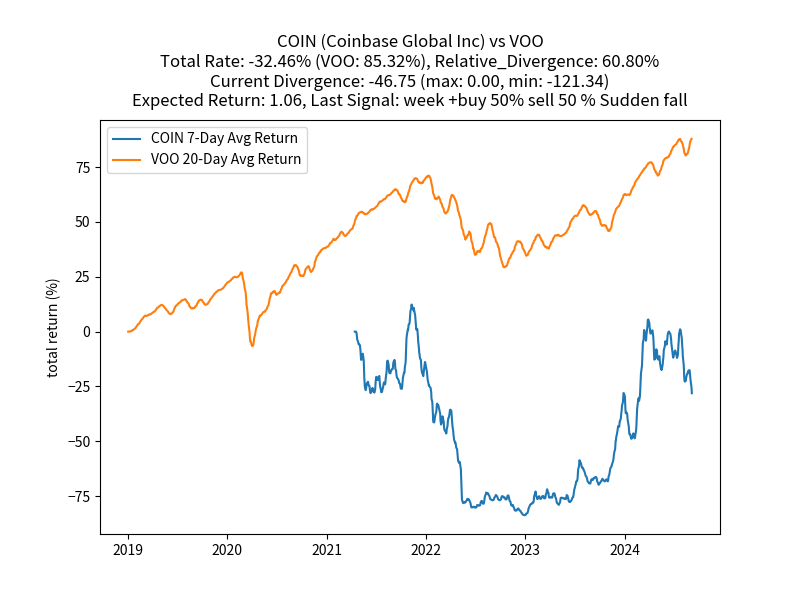 COIN (Coinbase Global Inc) vs VOO
Total Rate: -32.46% (VOO: 85.32%), Relative_Divergence: 60.80%
Current Divergence: -46.75 (max: 0.00, min: -121.34)
Expected Return: 1.06, Last Signal: week +buy 50% sell 50 % Sudden fall
COIN 7-Day Avg Return
VOO 20-Day Avg Return
total return (%)
75
50
25
0
−25
−50
−75
2019 2020 2021 2022 2023 2024